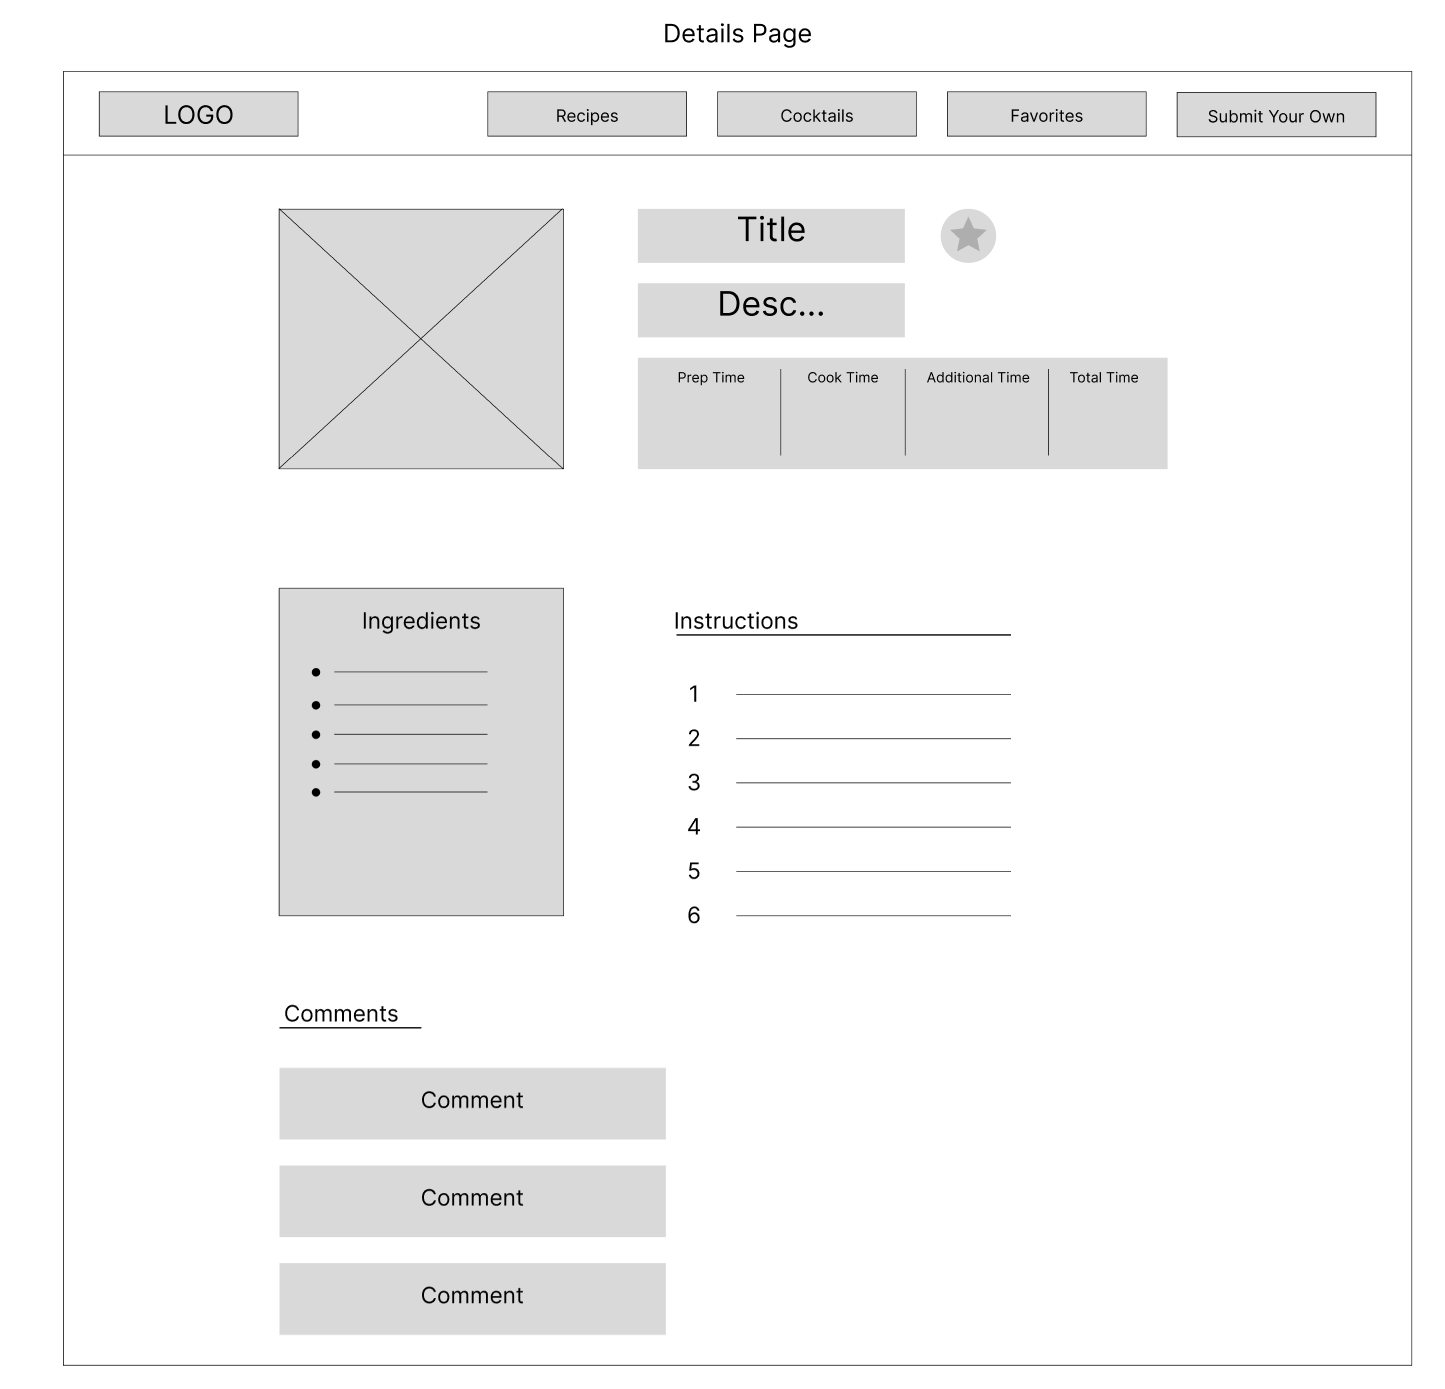 Details Page
LOGO
Recipes
Cocktails
Favorites
Submit Your Own
Title
Desc...
Prep Time
Cook Time
Additional Time
Total Time
Ingredients
Instructions
1
2
3
4
5
6
Comments
Comment
Comment
Comment